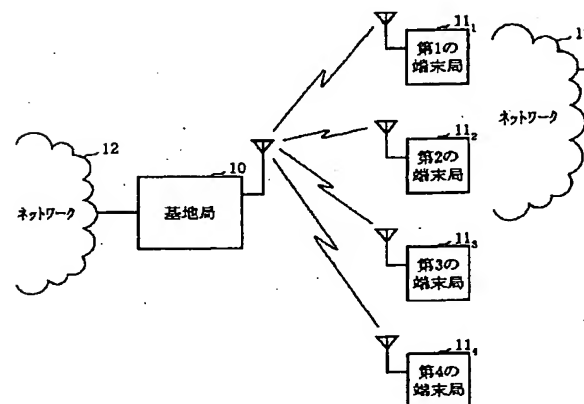 12
ネットワーク
10
基地局
11₁
第1の
端末局
11₂
第2の
端末局
11₃
第3の
端末局
11₄
第4の
端末局
ネットワーク